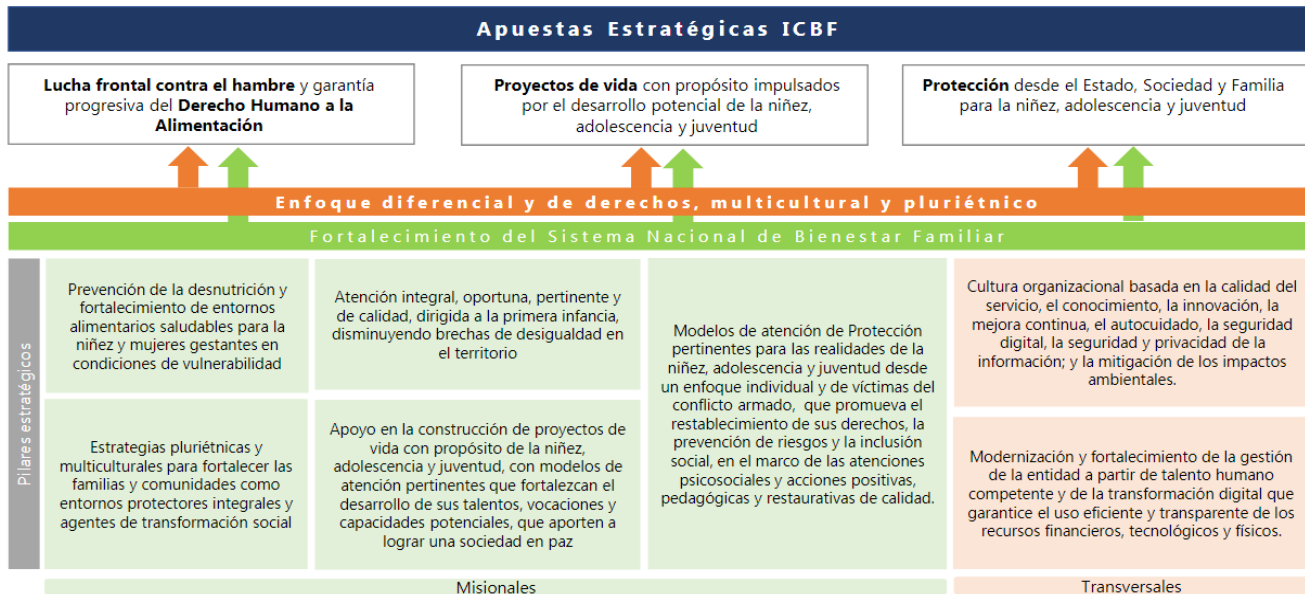 Apuestas Estratégicas ICBF
Lucha frontal contra el hambre y garantía
progresiva del Derecho Humano a la
Alimentación
Proyectos de vida con propósito impulsados
por el desarrollo potencial de la niñez,
adolescencia y juventud
Protección desde el Estado, Sociedad y Familia
para la niñez, adolescencia y juventud
Enfoque diferencial y de derechos, multicultural y pluriétnico
Fortalecimiento del Sistema Nacional de Bienestar Familiar
Pilares estratégicos
Prevención de la desnutrición y
fortalecimiento de entornos
alimentarios saludables para la
niñez y mujeres gestantes en
condiciones de vulnerabilidad
Estrategias pluriétnicas y
multiculturales para fortalecer las
familias y comunidades como
entornos protectores integrales y
agentes de transformación social
Atención integral, oportuna, pertinente y
de calidad, dirigida a la primera infancia,
disminuyendo brechas de desigualdad en
el territorio
Apoyo en la construcción de proyectos de
vida con propósito de la niñez,
adolescencia y juventud, con modelos de
atención pertinentes que fortalezcan el
desarrollo de sus talentos, vocaciones y
capacidades potenciales, que aporten a
lograr una sociedad en paz
Modelos de atención de Protección
pertinentes para las realidades de la
niñez, adolescencia y juventud desde
un enfoque individual y de víctimas del
conflicto armado, que promueva el
restablecimiento de sus derechos, la
prevención de riesgos y la inclusión
social, en el marco de las atenciones
psicosociales y acciones positivas,
pedagógicas y restaurativas de calidad.
Cultura organizacional basada en la calidad del
servicio, el conocimiento, la innovación, la
mejora continua, el autocuidado, la seguridad
digital, la seguridad y privacidad de la
información; y la mitigación de los impactos
ambientales.
Modernización y fortalecimiento de la gestión
de la entidad a partir de talento humano
competente y de la transformación digital que
garantice el uso eficiente y transparente de los
recursos financieros, tecnológicos y físicos.
Misionales
Transversales